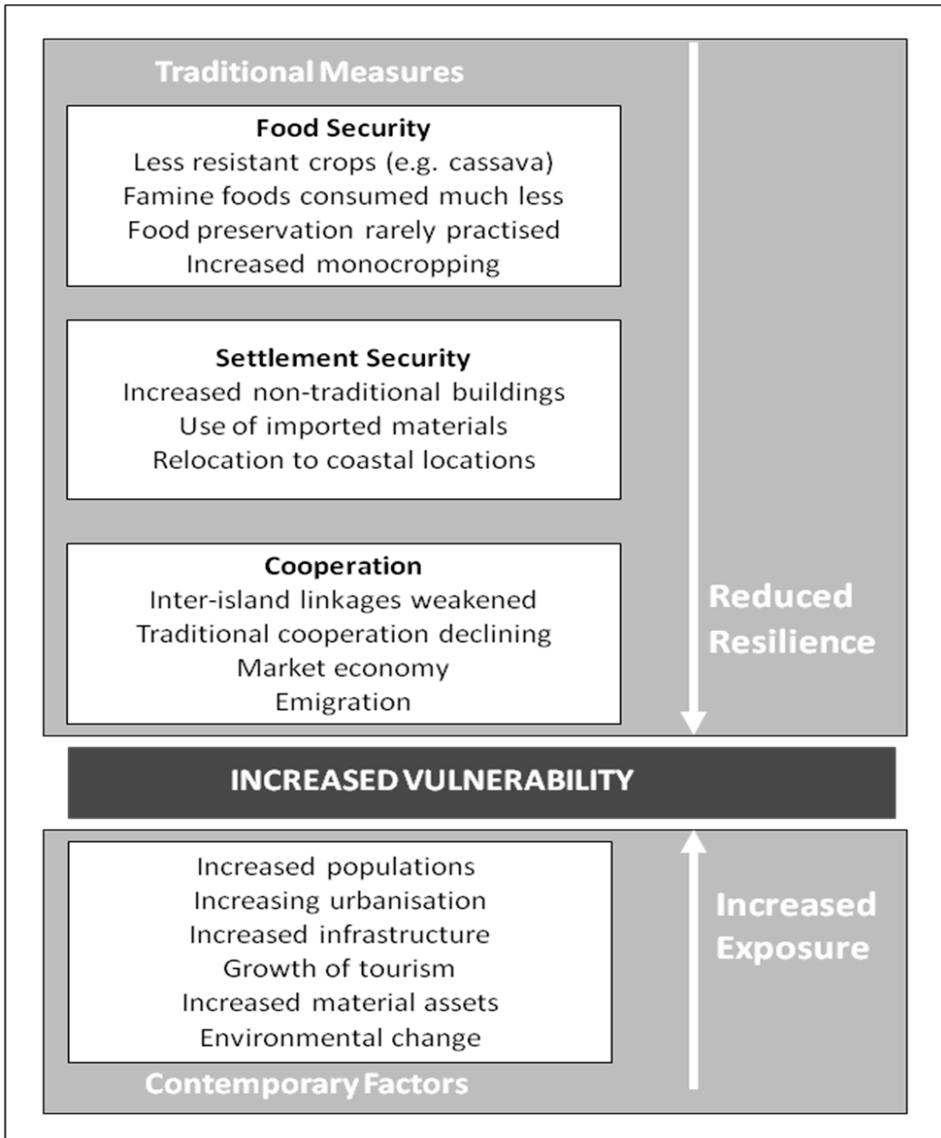 Traditional Measures
Food Security
Less resistant crops (e.g. cassava)
Famine foods consumed much less
Food preservation rarely practised
Increased monocropping
Settlement Security
Increased non-traditional buildings
Use of imported materials
Relocation to coastal locations
Cooperation
Inter-island linkages weakened
Traditional cooperation declining
Market economy
Emigration
Reduced
Resilience
INCREASED VULNERABILITY
Increased populations
Increasing urbanisation
Increased infrastructure
Growth of tourism
Increased material assets
Environmental change
Increased
Exposure
Contemporary Factors